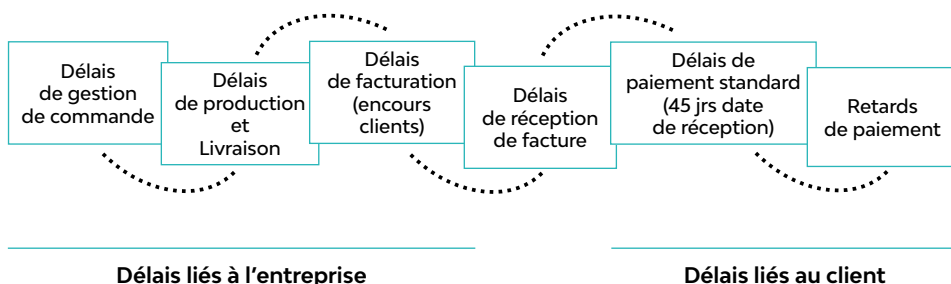 Délais
de gestion
de commande
Délais
de production
et
Livraison
Délais
de facturation
(encours
clients)
Délais
de réception
de facture
Délais de
paiement standard
(45 jrs date
de réception)
Retards
de paiement
Délais liés à l'entreprise
Délais liés au client